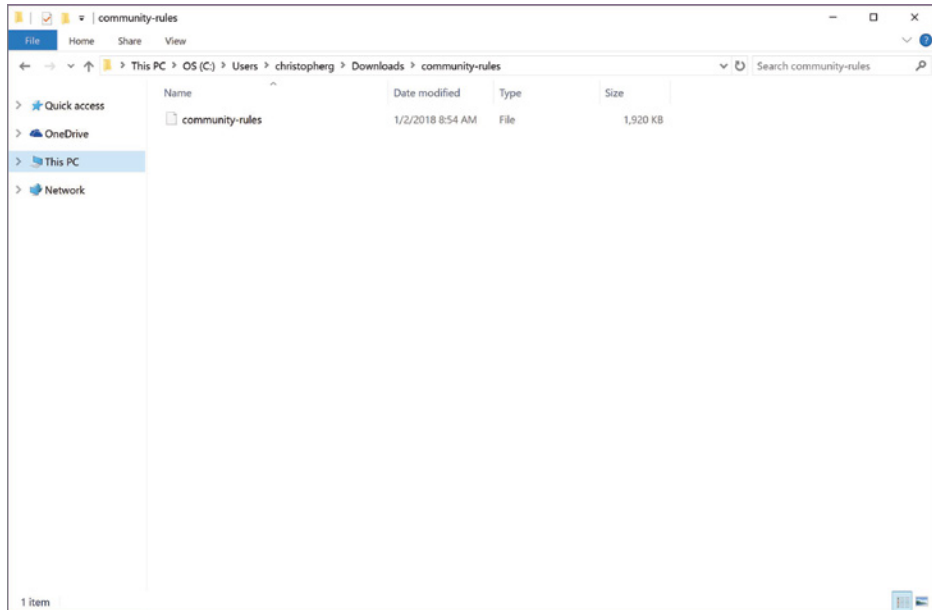 community-rules
File Home Share View
This PC > OS (C:) > Users > christopherg > Downloads > community-rules
Search community-rules
Name Date modified Type Size
Quick access
community-rules 1/2/2018 8:54 AM File 1,920 KB
OneDrive
This PC
Network
1 item